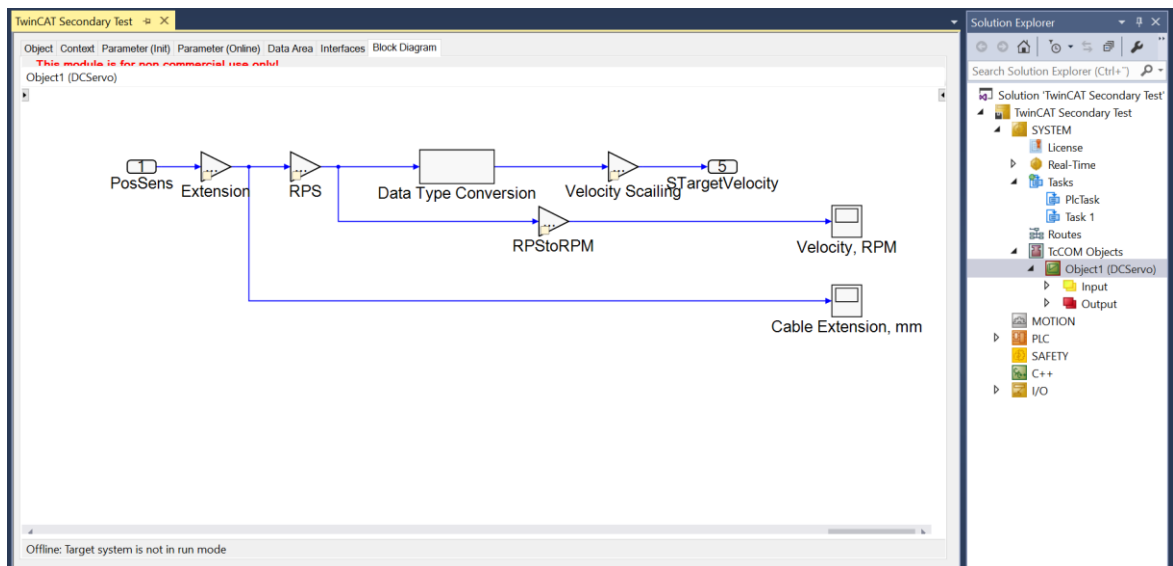 TwinCAT Secondary Test
Object Context Parameter (Init) Parameter (Online) Data Area Interfaces Block Diagram
This module is for non commercial use only!
Object1 (DCServo)
1
PosSens
Extension
RPS
Data Type Conversion
Velocity Scailing
5
STargetVelocity
RPStoRPM
Velocity, RPM
Cable Extension, mm
Offline: Target system is not in run mode
Solution Explorer
Search Solution Explorer (Ctrl+¨)
Solution 'TwinCAT Secondary Test'
TwinCAT Secondary Test
SYSTEM
License
Real-Time
Tasks
PlcTask
Task 1
Routes
TcCOM Objects
Object1 (DCServo)
Input
Output
MOTION
PLC
SAFETY
C++
I/O